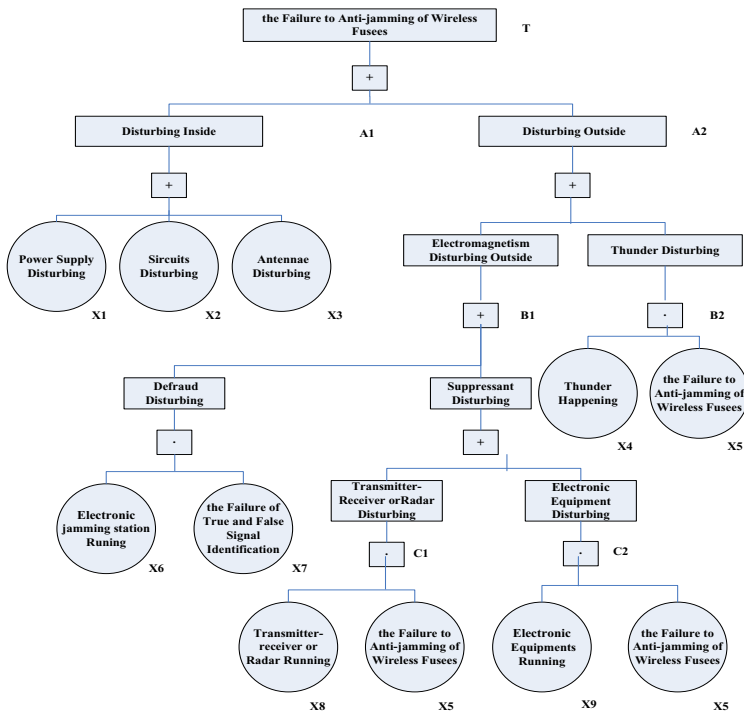 the Failure to Anti-jamming of Wireless
Fusees
T
+
Disturbing Inside
A1
Disturbing Outside
A2
+
+
Power Supply
Disturbing
X1
Sircuits
Disturbing
X2
Antennae
Disturbing
X3
Electromagnetism
Disturbing Outside
Thunder Disturbing
+
B1
.
B2
Defraud
Disturbing
Suppressant
Disturbing
Thunder
Happening
X4
the Failure to
Anti-jamming of
Wireless Fusees
X5
.
+
Electronic
jamming station
Runing
X6
the Failure of
True and False
Signal
Identification
X7
Transmitter-
Receiver orRadar
Disturbing
Electronic
Equipment
Disturbing
.
C1
.
C2
Transmitter-
receiver or
Radar Running
X8
the Failure to
Anti-jamming of
Wireless Fusees
X5
Electronic
Equipments
Running
X9
the Failure to
Anti-jamming of
Wireless Fusees
X5